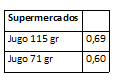 Supermercados
Jugo 115 gr 0,69
Jugo 71 gr 0,60